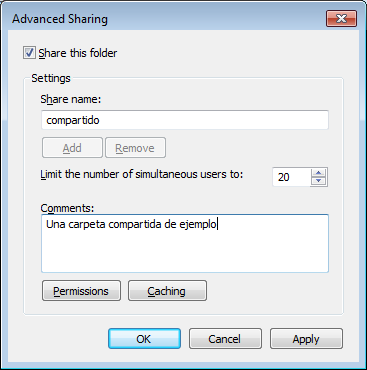 Advanced Sharing
Share this folder
Settings
Share name:
compartido
Add Remove
Limit the number of simultaneous users to: 20
Comments:
Una carpeta compartida de ejemplo
Permissions Caching
OK Cancel Apply